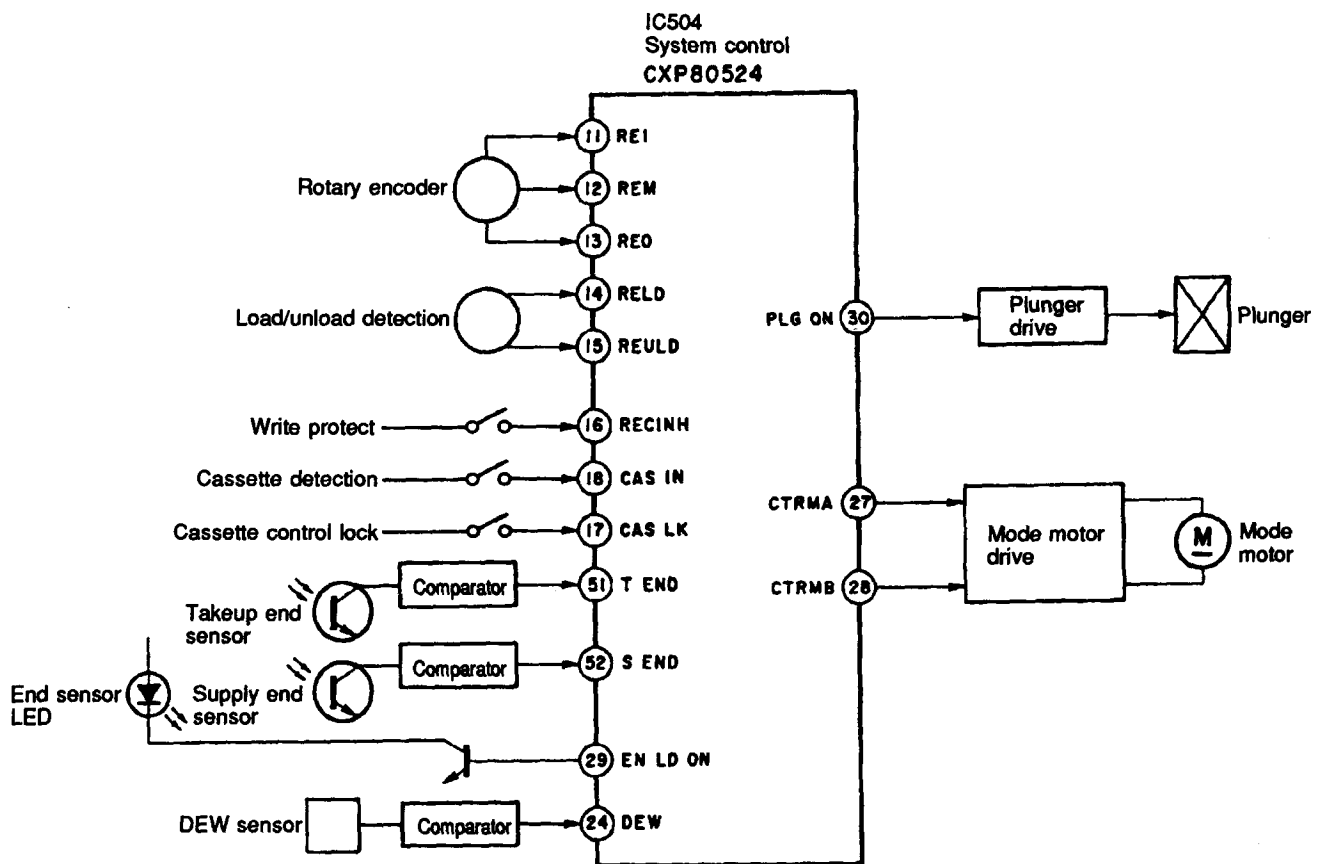 IC504
System control
CXP80524
Rotary encoder
11 REI
12 REM
13 REO
Load/unload detection
14 RELD
15 REULD
Write protect
16 RECINH
Cassette detection
18 CAS IN
Cassette control lock
17 CAS LK
Takeup end
sensor
Comparator
51 T END
End sensor
LED
Supply end
sensor
Comparator
52 S END
29 EN LD ON
DEW sensor
Comparator
24 DEW
PLG ON 30
Plunger
drive
Plunger
CTRMA 27
CTRMB 28
Mode motor
drive
M
Mode
motor